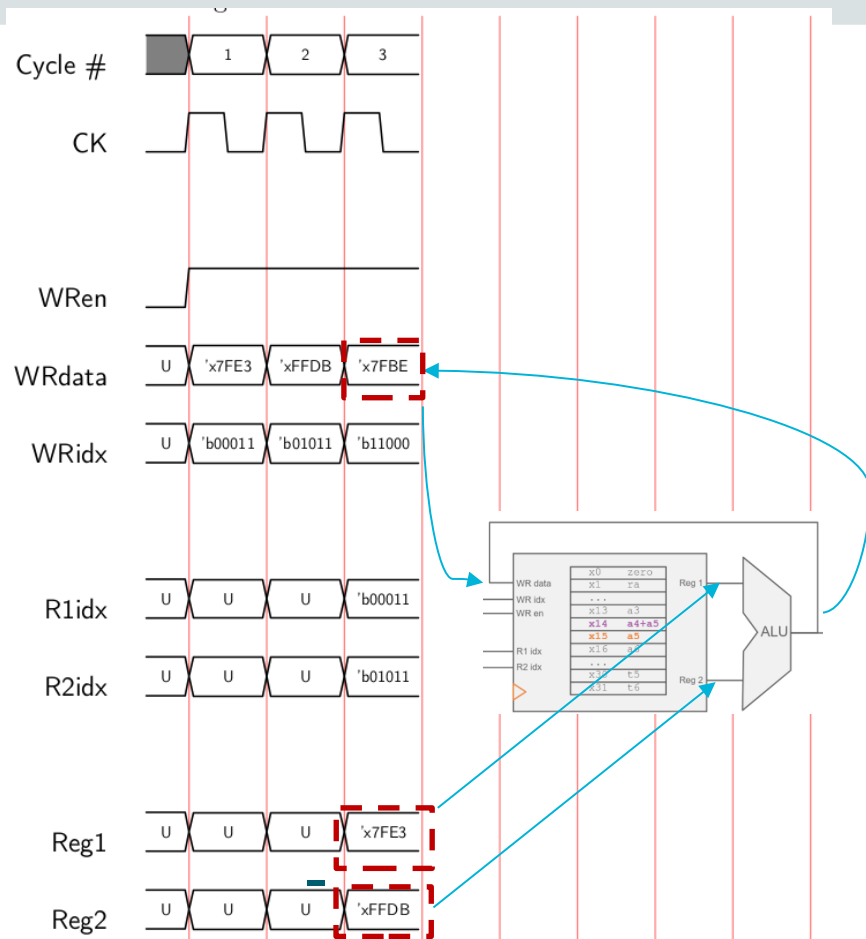 Cycle # 1 2 3
CK
WRen
WRdata U 'x7FE3 'xFFDB 'x7FBE
WRidx U 'b00011 'b01011 'b11000
x0 zero
WR data x1 ra Reg 1
WR idx ...
WR en x13 a3
x14 a4+a5
ALU
x15 a5
R1idx U U U 'b00011
R1 idx x16
R2 idx ...
R2idx U U U 'b01011
t5 Reg 2
x31 t6
Reg1 U U U 'x7FE3
Reg2 U U U 'xFFDB